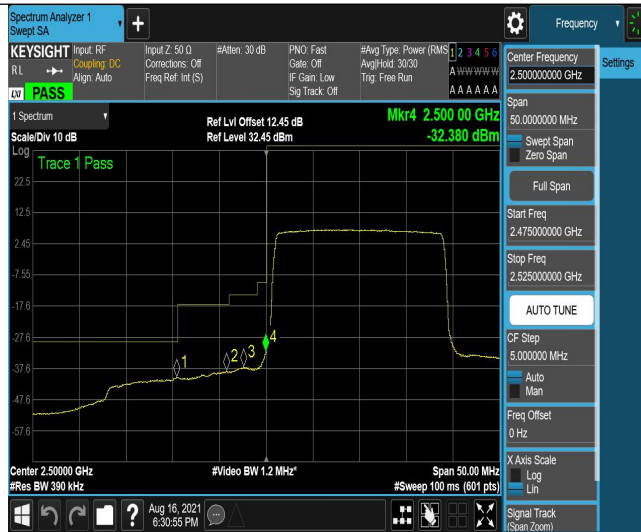 Spectrum Analyzer 1
Swept SA
Frequency
KEYSIGHT
RL
LXI
PASS
Input: RF
Coupling: DC
Align: Auto
Input Z: 50 Ω
Corrections: Off
Freq Ref: Int (S)
#Atten: 30 dB
PNO: Fast
Gate: Off
IF Gain: Low
Sig Track: Off
#Avg Type: Power (RMS
Avg|Hold: 30/30
Trig: Free Run
1 2 3 4 5 6
A W W W W W
A A A A A A
1 Spectrum
Scale/Div 10 dB
Log
Ref Lvl Offset 12.45 dB
Ref Level 32.45 dBm
Mkr4 2.500 00 GHz
-32.380 dBm
Trace 1 Pass
22.5
12.5
2.45
-7.55
-17.6
-27.6
-37.6
-47.6
-57.6
1
2
3
4
Center 2.50000 GHz
#Res BW 390 kHz
#Video BW 1.2 MHz*
Span 50.00 MHz
#Sweep 100 ms (601 pts)
Aug 16, 2021
6:30:55 PM
?
Settings
Center Frequency
2.500000000 GHz
Span
50.0000000 MHz
Swept Span
Zero Span
Full Span
Start Freq
2.475000000 GHz
Stop Freq
2.525000000 GHz
AUTO TUNE
CF Step
5.000000 MHz
Auto
Man
Freq Offset
0 Hz
X Axis Scale
Log
Lin
Signal Track
(Span Zoom)